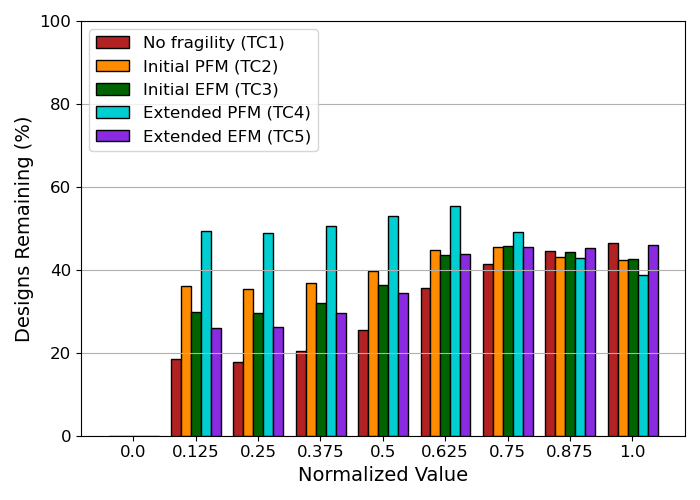 100
80
60
40
20
0
Designs Remaining (%)
No fragility (TC1)
Initial PFM (TC2)
Initial EFM (TC3)
Extended PFM (TC4)
Extended EFM (TC5)
0.0 0.125 0.25 0.375 0.5 0.625 0.75 0.875 1.0
Normalized Value